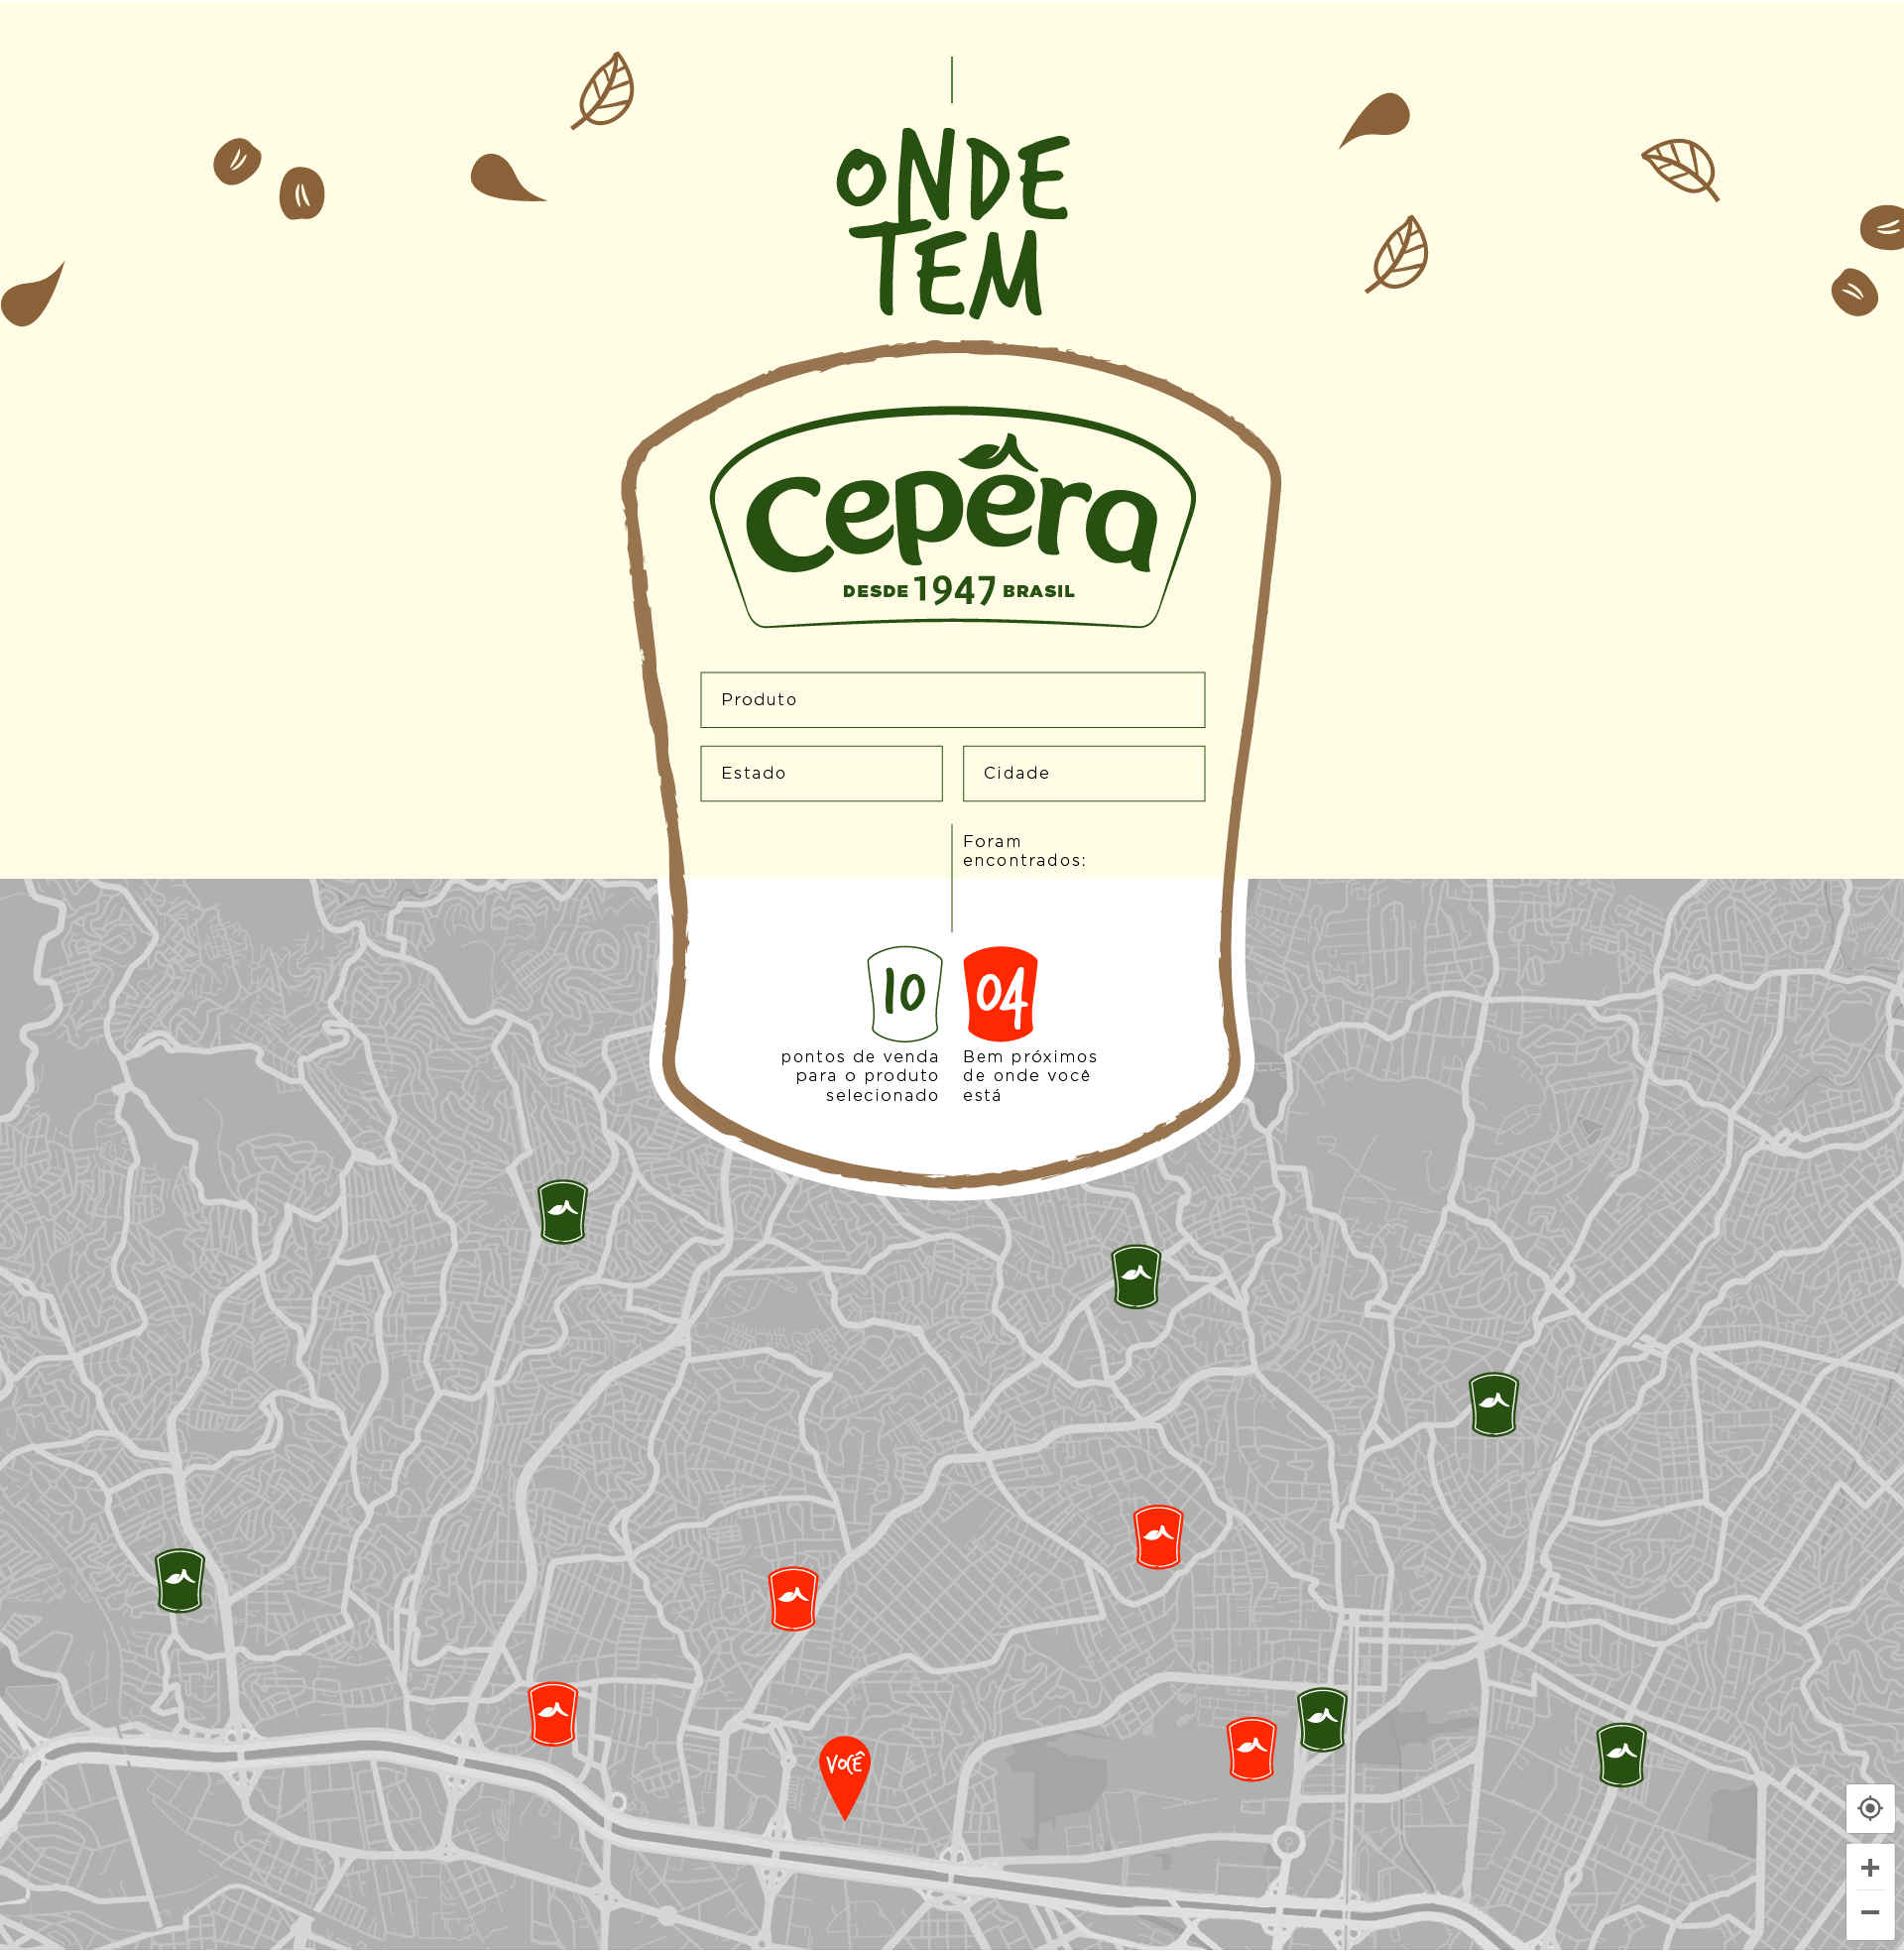 ONDE
TEM
Cepêra
DESDE 1947 BRASIL
Produto
Estado
Cidade
Foram
encontrados:
10
pontos de venda
para o produto
selecionado
04
Bem próximos
de onde você
está
VOCÊ